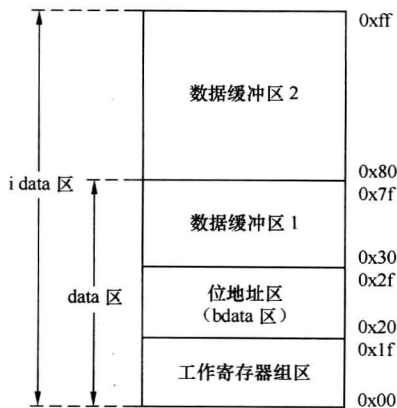 0xff
数据缓冲区 2
0x80
i data 区
0x7f
数据缓冲区 1
0x30
data 区
0x2f
位地址区
（bdata 区）
0x20
0x1f
工作寄存器组区
0x00